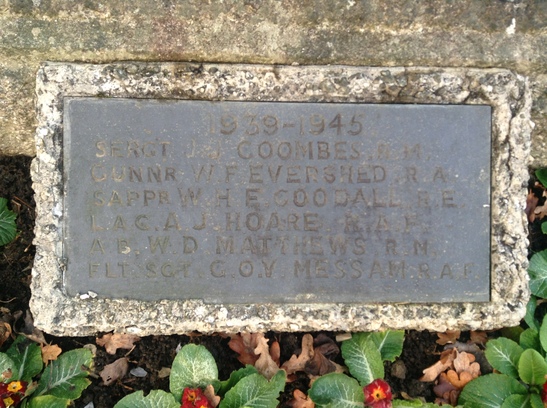 1939-1945
SERGT J. COOMBES. R.M.
GUNNR W.F. EVERSHED. R.A.
SAPPR W.H.E. GOODALL R.E.
L.A.C. A.J. HOARE R.A.F.
A.B. W.D. MATTHEWS R.N.
FLT. SGT. G.O.V. MESSAM. R.A.F.